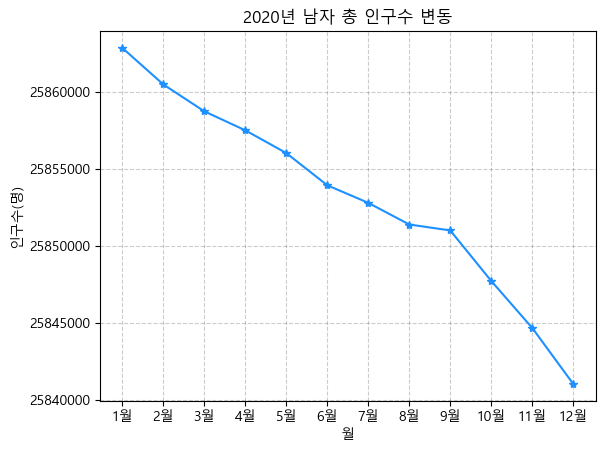 2020년 남자 총 인구수 변동
인구수(명)
25860000
25855000
25850000
25845000
25840000
1월 2월 3월 4월 5월 6월 7월 8월 9월 10월 11월 12월
월